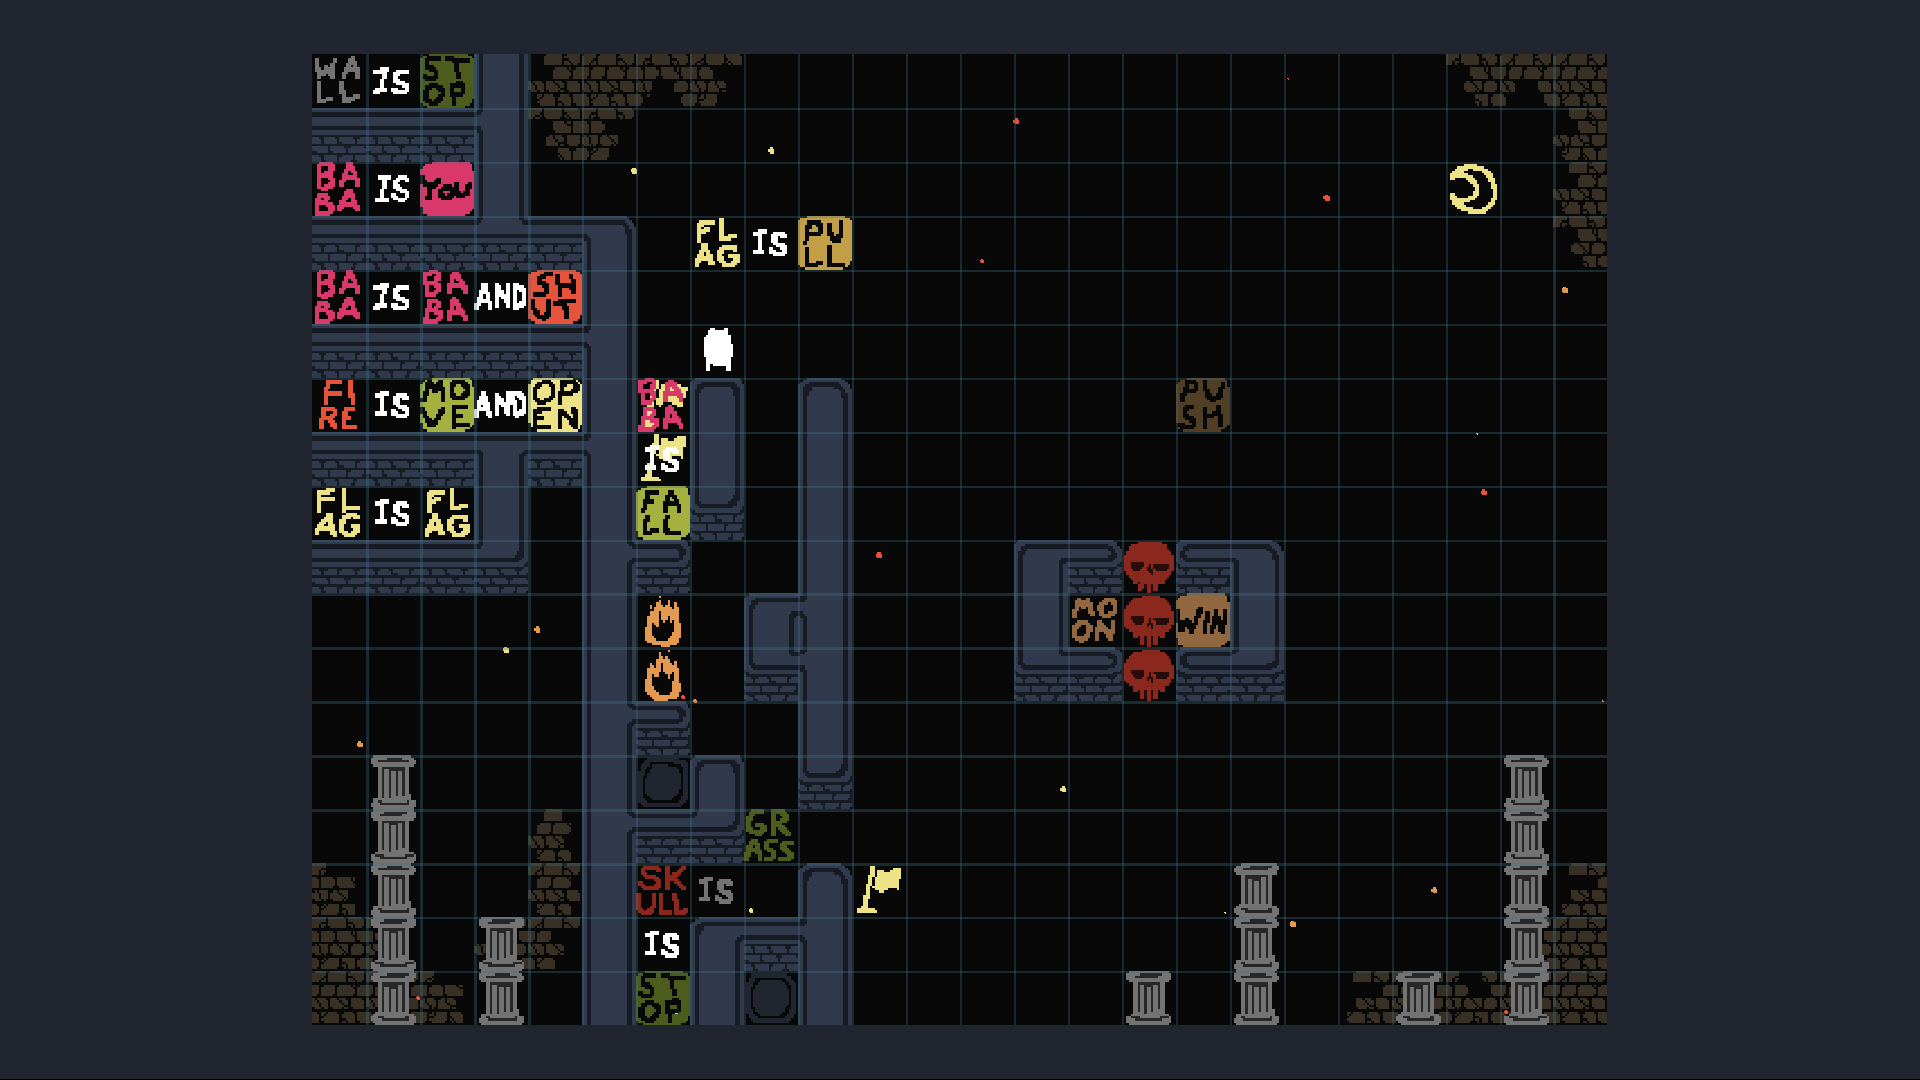 WALL IS STOP
BABA IS YOU
FLAG IS PULL
BABA IS BABA AND SHUT
FIRE IS MOVE AND OPEN
BABA
PUSH
IS
FLAG IS FLAG
FALL
MOON
WIN
GRASS
SKULL IS
IS
STOP